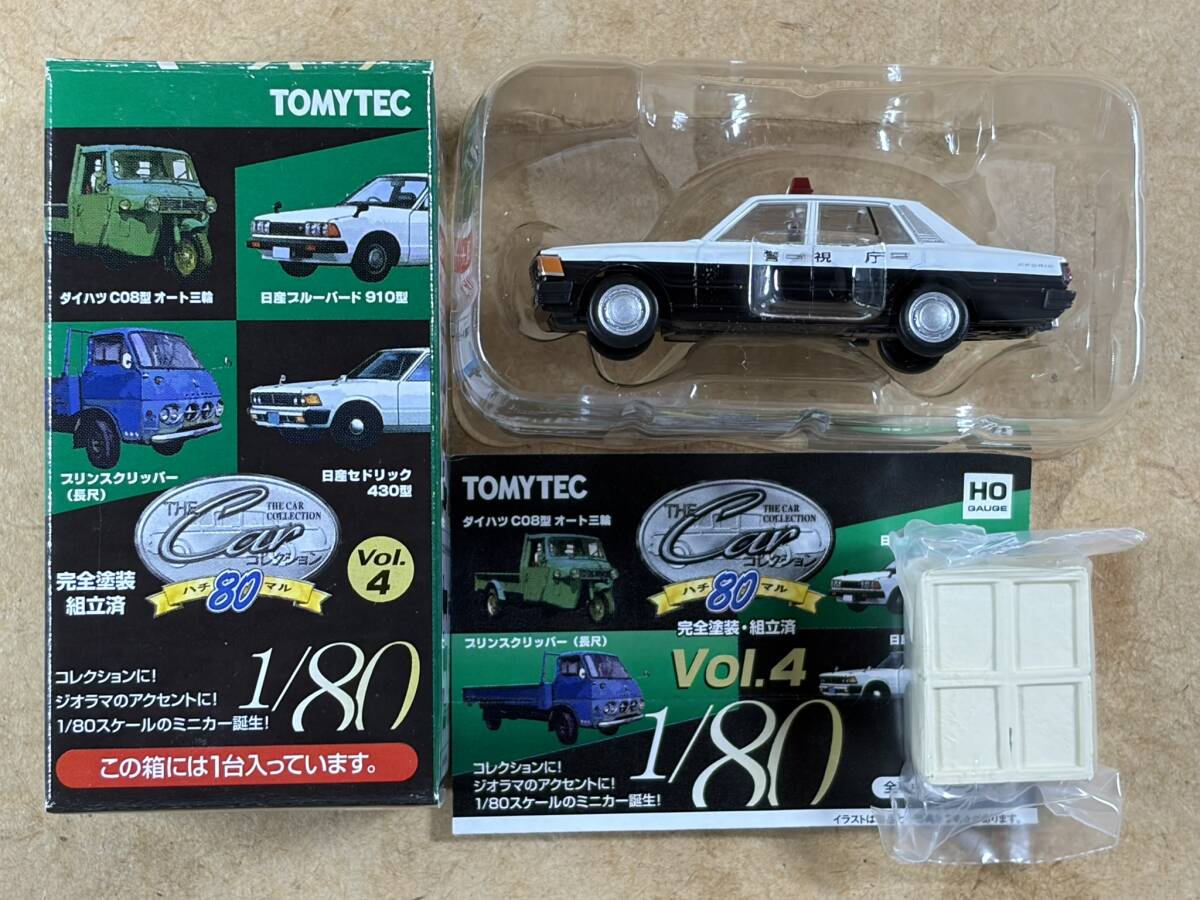 TOMYTEC
ダイハツ CO8型 オート三輪
日産ブルーバード 910型
プリンスクリッパー
（長尺）
日産セドリック
430型
THE
THE CAR
COLLECTION
Car
コレクション
ハチ 80 マル
Vol.
4
完全塗装
組立済
1/80
コレクションに!
ジオラマのアクセントに!
1/80スケールのミニカー誕生!
この箱には1台入っています。
警視庁
CEDRIC
TOMYTEC
ダイハツ CO8型 オート三輪
THE
THE CAR
COLLECTION
Car
コレクション
ハチ 80 マル
HO
GAUGE
完全塗装・組立済
プリンスクリッパー（長尺）
Vol.4
1/80
コレクションに!
ジオラマのアクセントに!
1/80スケールのミニカー誕生!
イラストは